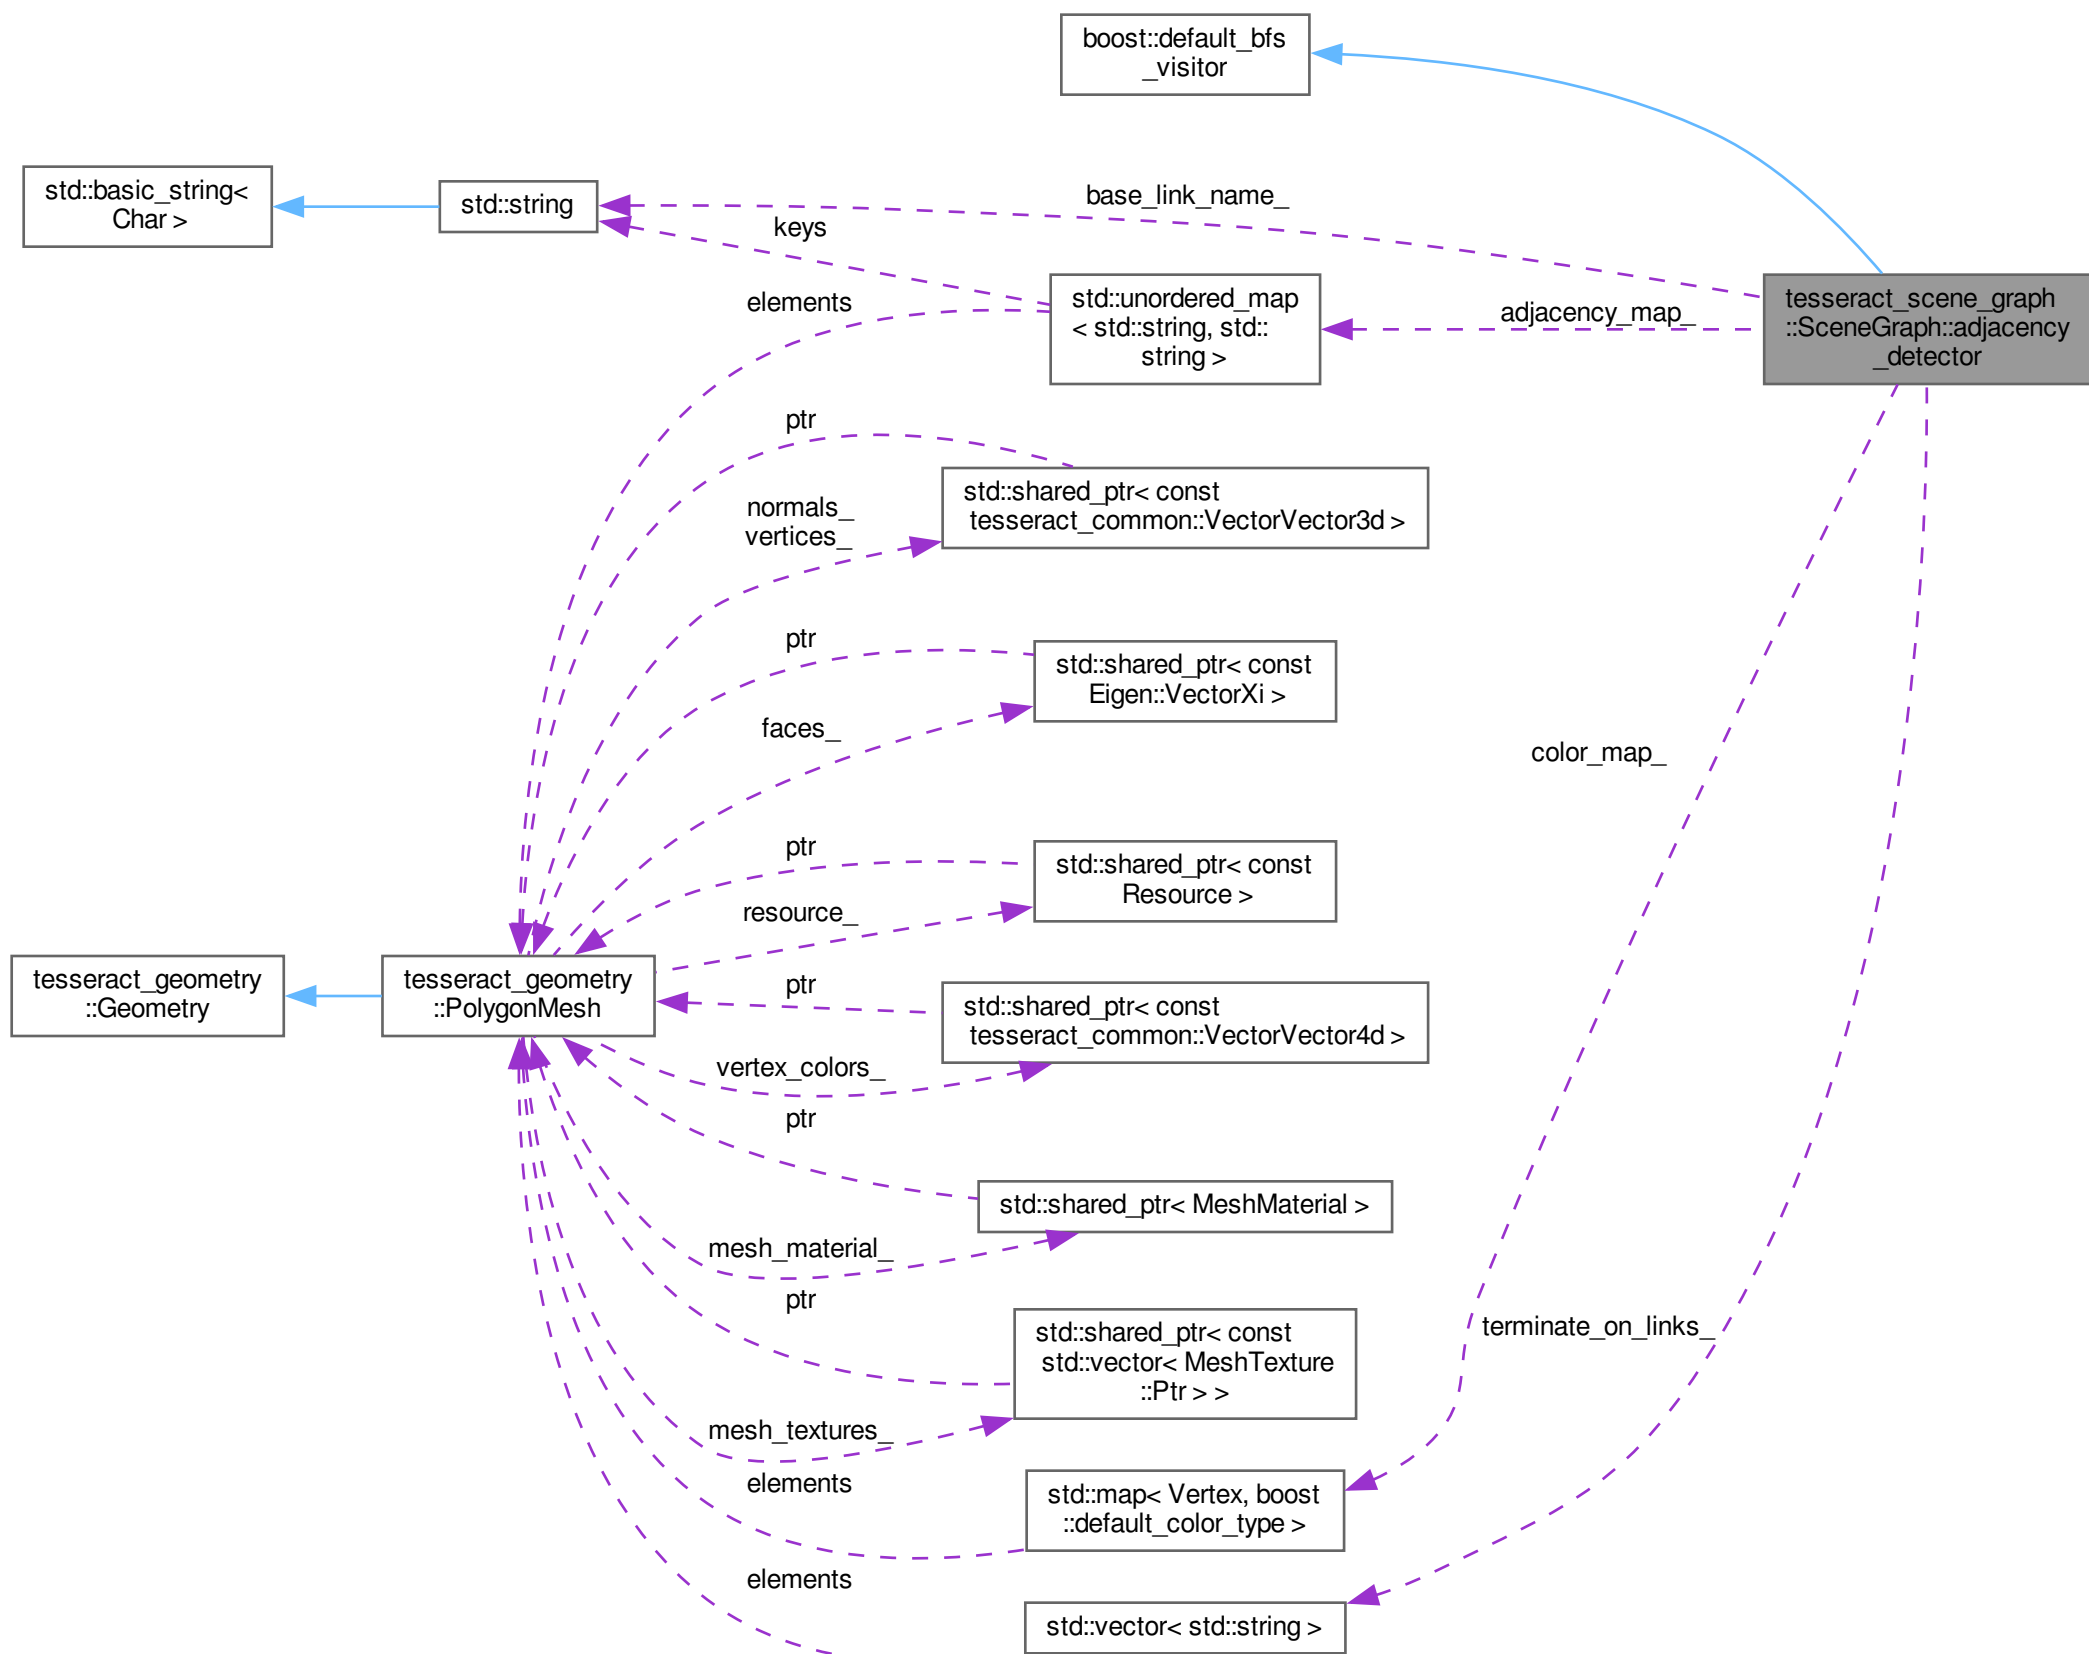 boost::default_bfs
_visitor
std::basic_string<
Char >
std::string
base_link_name_
keys
elements
std::unordered_map
< std::string, std::
string >
adjacency_map_
tesseract_scene_graph
::SceneGraph::adjacency
_detector
ptr
normals_
vertices_
std::shared_ptr< const
tesseract_common::VectorVector3d >
ptr
faces_
std::shared_ptr< const
Eigen::VectorXi >
color_map_
ptr
resource_
std::shared_ptr< const
Resource >
tesseract_geometry
::Geometry
tesseract_geometry
::PolygonMesh
ptr
std::shared_ptr< const
tesseract_common::VectorVector4d >
vertex_colors_
ptr
std::shared_ptr< MeshMaterial >
mesh_material_
ptr
std::shared_ptr< const
std::vector< MeshTexture
::Ptr > >
terminate_on_links_
mesh_textures_
elements
std::map< Vertex, boost
::default_color_type >
elements
std::vector< std::string >